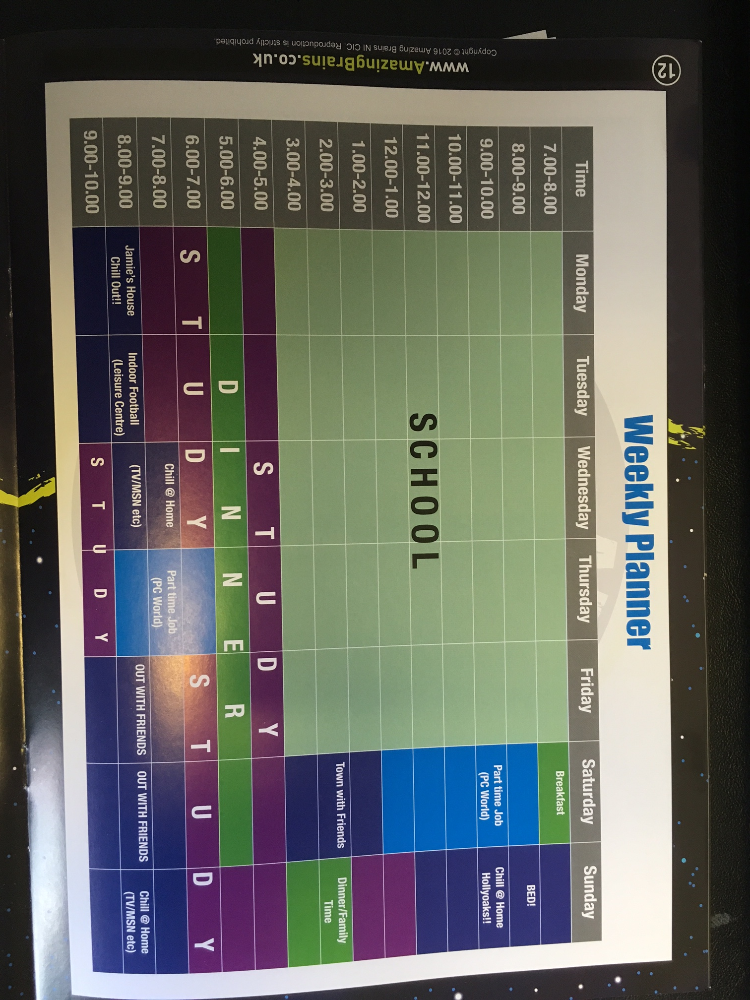 Weekly Planner
Time Monday Tuesday Wednesday Thursday Friday Saturday Sunday
7.00-8.00 Breakfast
8.00-9.00 BED!
9.00-10.00 Part time Job Chill @ Home
(PC World) Hollyoaks!!
10.00-11.00
11.00-12.00 SCHOOL
12.00-1.00
1.00-2.00
2.00-3.00 Town with Friends Dinner/Family
Time
3.00-4.00
4.00-5.00 STUDY
5.00-6.00 DINNER
6.00-7.00 STUDY STUDY
7.00-8.00 Chill @ Home Part time Job
(PC World)
8.00-9.00 Jamie's House Indoor Football (TV/MSN etc) OUT WITH FRIENDS OUT WITH FRIENDS Chill @ Home
Chill Out!! (Leisure Centre) (TV/MSN etc)
9.00-10.00 STUDY
12
www.AmazingBrains.co.uk
Copyright © 2016 Amazing Brains NI CIC. Reproduction is strictly prohibited.